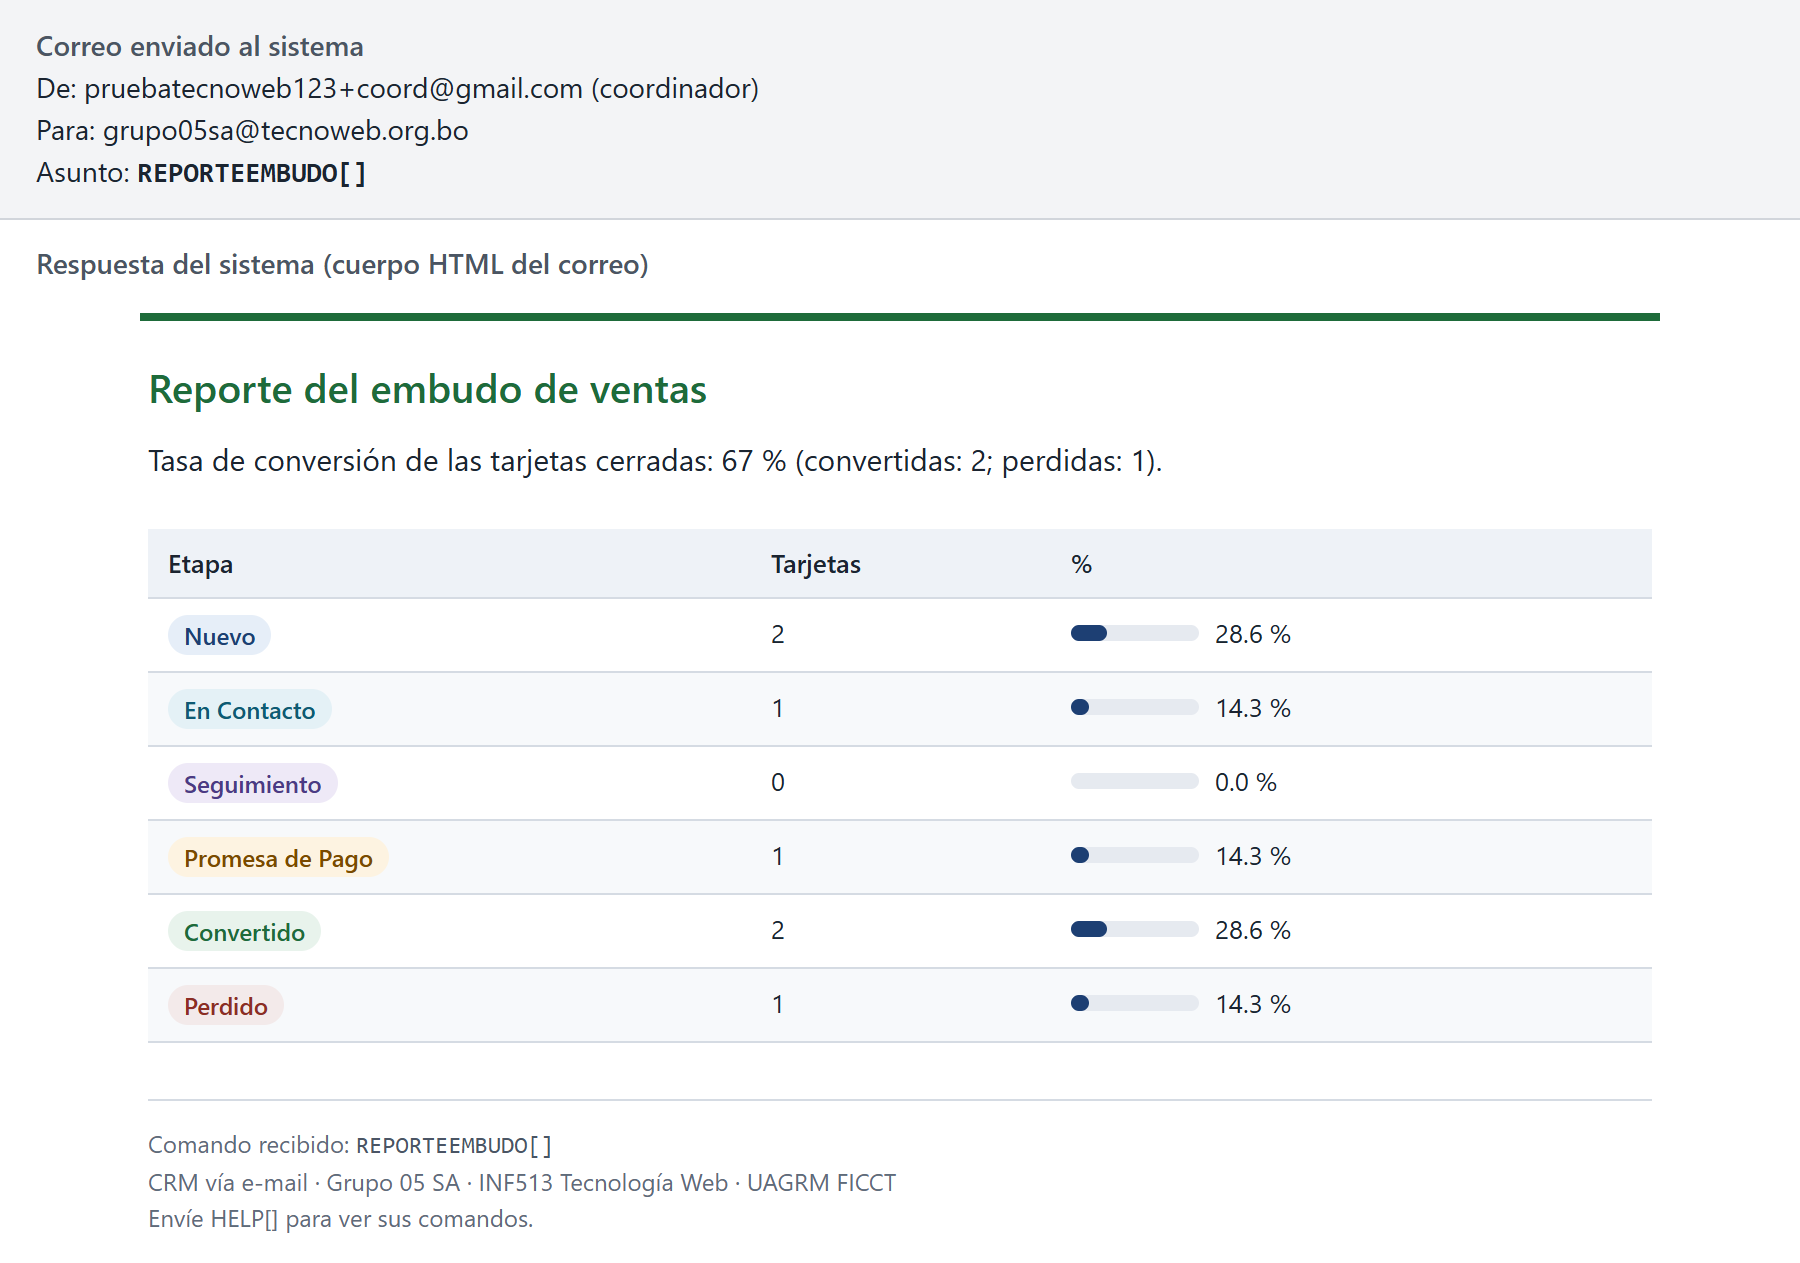 Correo enviado al sistema
De: pruebatecnoweb123+coord@gmail.com (coordinador)
Para: grupo05sa@tecnoweb.org.bo
Asunto: REPORTEEMBUDO[]
Respuesta del sistema (cuerpo HTML del correo)
Reporte del embudo de ventas
Tasa de conversión de las tarjetas cerradas: 67 % (convertidas: 2; perdidas: 1).
Etapa Tarjetas %
Nuevo 2 28.6 %
En Contacto 1 14.3 %
Seguimiento 0 0.0 %
Promesa de Pago 1 14.3 %
Convertido 2 28.6 %
Perdido 1 14.3 %
Comando recibido: REPORTEEMBUDO[]
CRM vía e-mail · Grupo 05 SA · INF513 Tecnología Web · UAGRM FICCT
Envíe HELP[] para ver sus comandos.